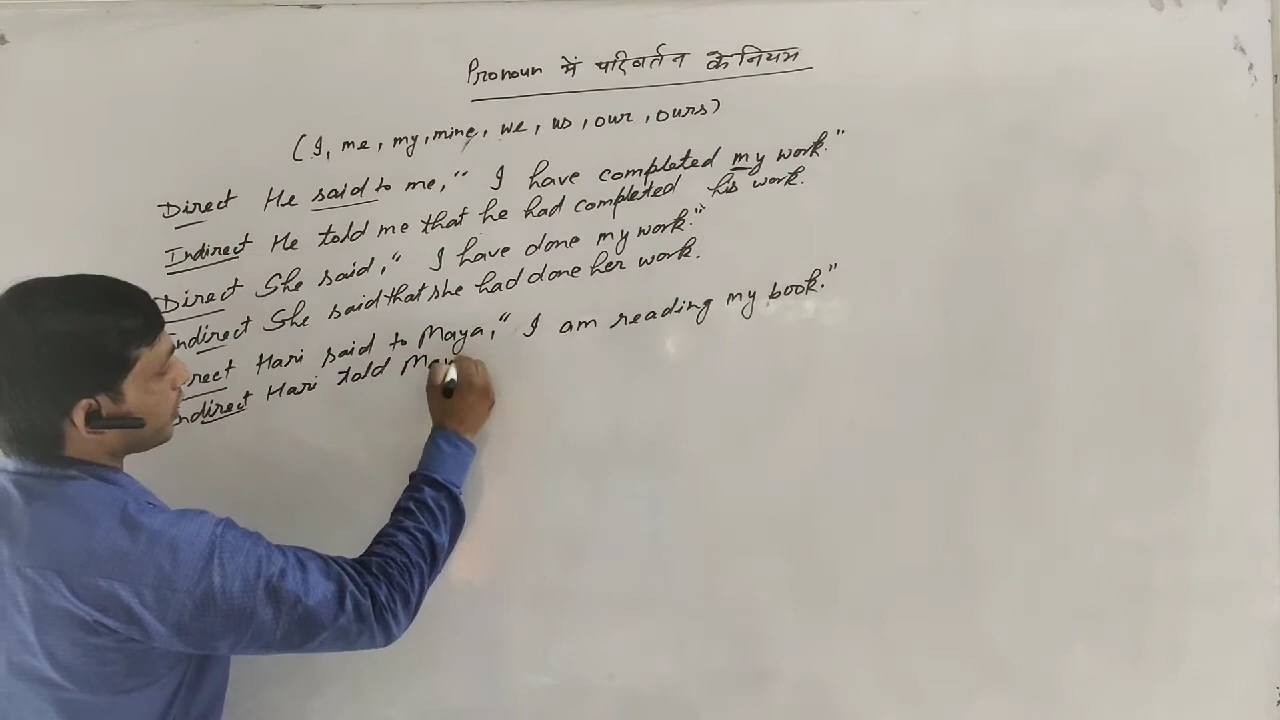 Pronoun में परिवर्तन के नियम
(I, me, my, mine, we, us, our, ours)
Direct He said to me, " I have completed my work."
Indirect He told me that he had completed his work.
Direct She said, " I have done my work."
Indirect She said that she had done her work.
Direct Hari said to Maya, " I am reading my book."
Indirect Hari told